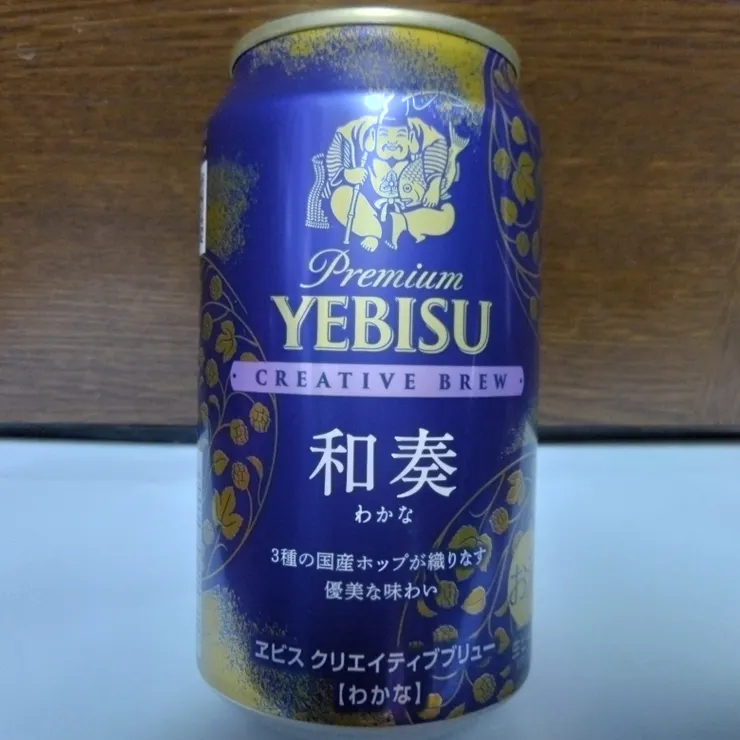 Premium
YEBISU
CREATIVE BREW
和奏
わかな
3種の国産ホップが織りなす
優美な味わい
ヱビス クリエイティブブリュー
【わかな】